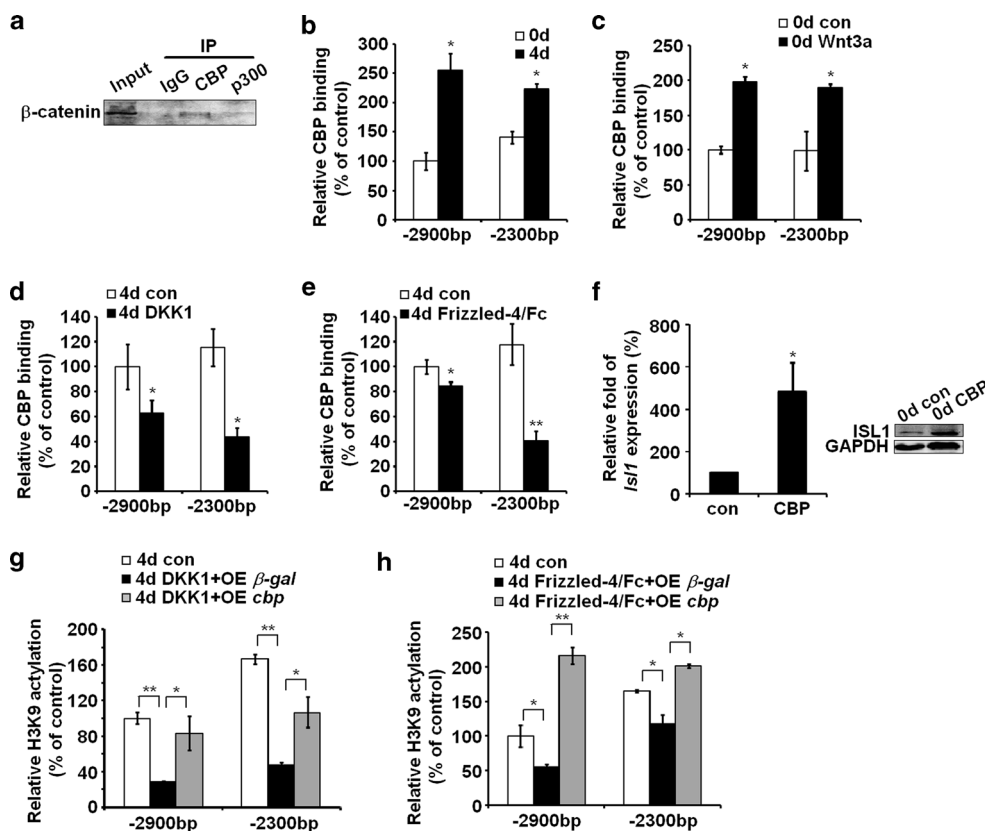 a
IP
Input
IgG
CBP
p300
β-catenin
b
0d
4d
Relative CBP binding
(% of control)
300
250
200
150
100
50
0
*
*
-2900bp
-2300bp
c
0d con
0d Wnt3a
Relative CBP binding
(% of control)
250
200
150
100
50
0
*
*
-2900bp
-2300bp
d
4d con
4d DKK1
Relative CBP binding
(% of control)
140
120
100
80
60
40
20
0
*
*
-2900bp
-2300bp
e
4d con
4d Frizzled-4/Fc
Relative CBP binding
(% of control)
140
120
100
80
60
40
20
0
*
**
-2900bp
-2300bp
f
Relative fold of
Isl1 expression (%)
800
600
400
200
0
*
con
CBP
0d con
0d CBP
ISL1
GAPDH
g
4d con
4d DKK1+OE β-gal
4d DKK1+OE cbp
Relative H3K9 actylation
(% of control)
200
160
120
80
40
0
**
*
**
*
-2900bp
-2300bp
h
4d con
4d Frizzled-4/Fc+OE β-gal
4d Frizzled-4/Fc+OE cbp
Relative H3K9 actylation
(% of control)
250
200
150
100
50
0
*
**
*
*
-2900bp
-2300bp